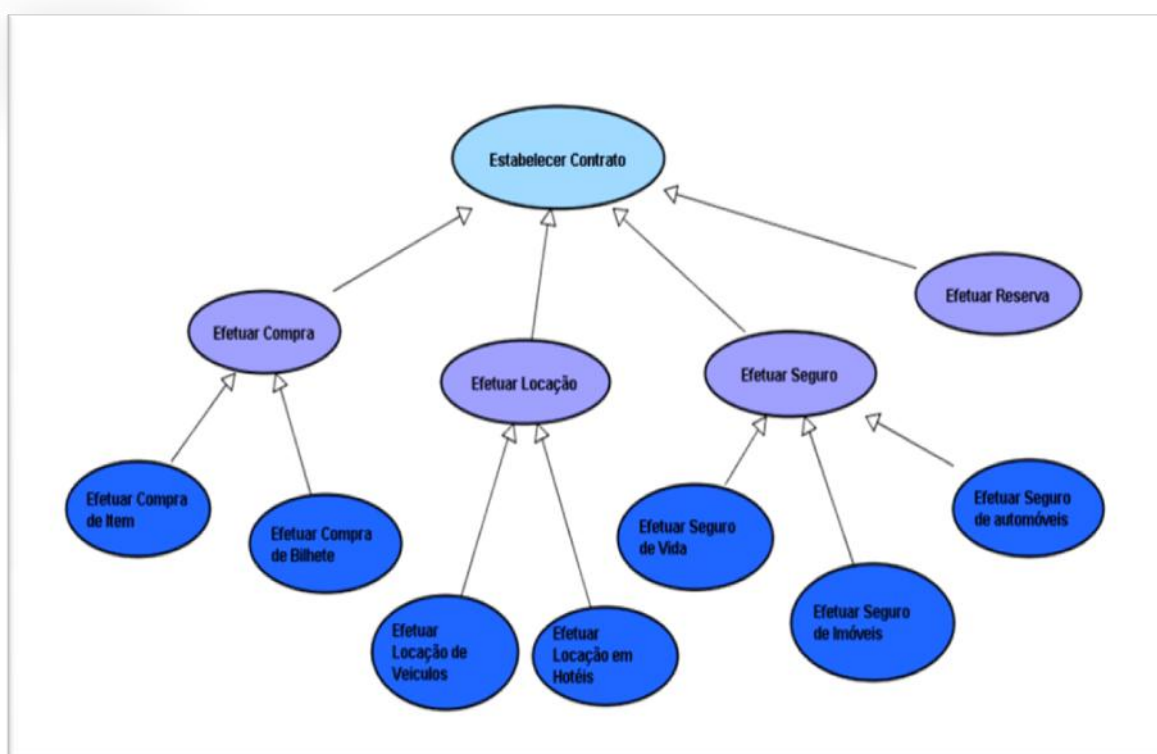 Estabelecer Contrato
Efetuar Reserva
Efetuar Compra
Efetuar Locação
Efetuar Seguro
Efetuar Compra
de Item
Efetuar Compra
de Bilhete
Efetuar
Locação de
Veiculos
Efetuar
Locação em
Hotéis
Efetuar Seguro
de Vida
Efetuar Seguro
de Imóveis
Efetuar Seguro
de automóveis